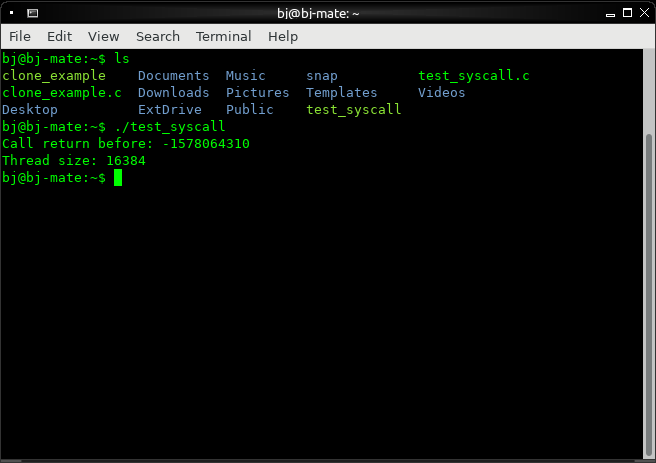 bj@bj-mate: ~
File Edit View Search Terminal Help
bj@bj-mate:~$ ls
clone_example    Documents  Music     snap          test_syscall.c
clone_example.c  Downloads  Pictures  Templates     Videos
Desktop          ExtDrive   Public    test_syscall
bj@bj-mate:~$ ./test_syscall
Call return before: -1578064310
Thread size: 16384
bj@bj-mate:~$